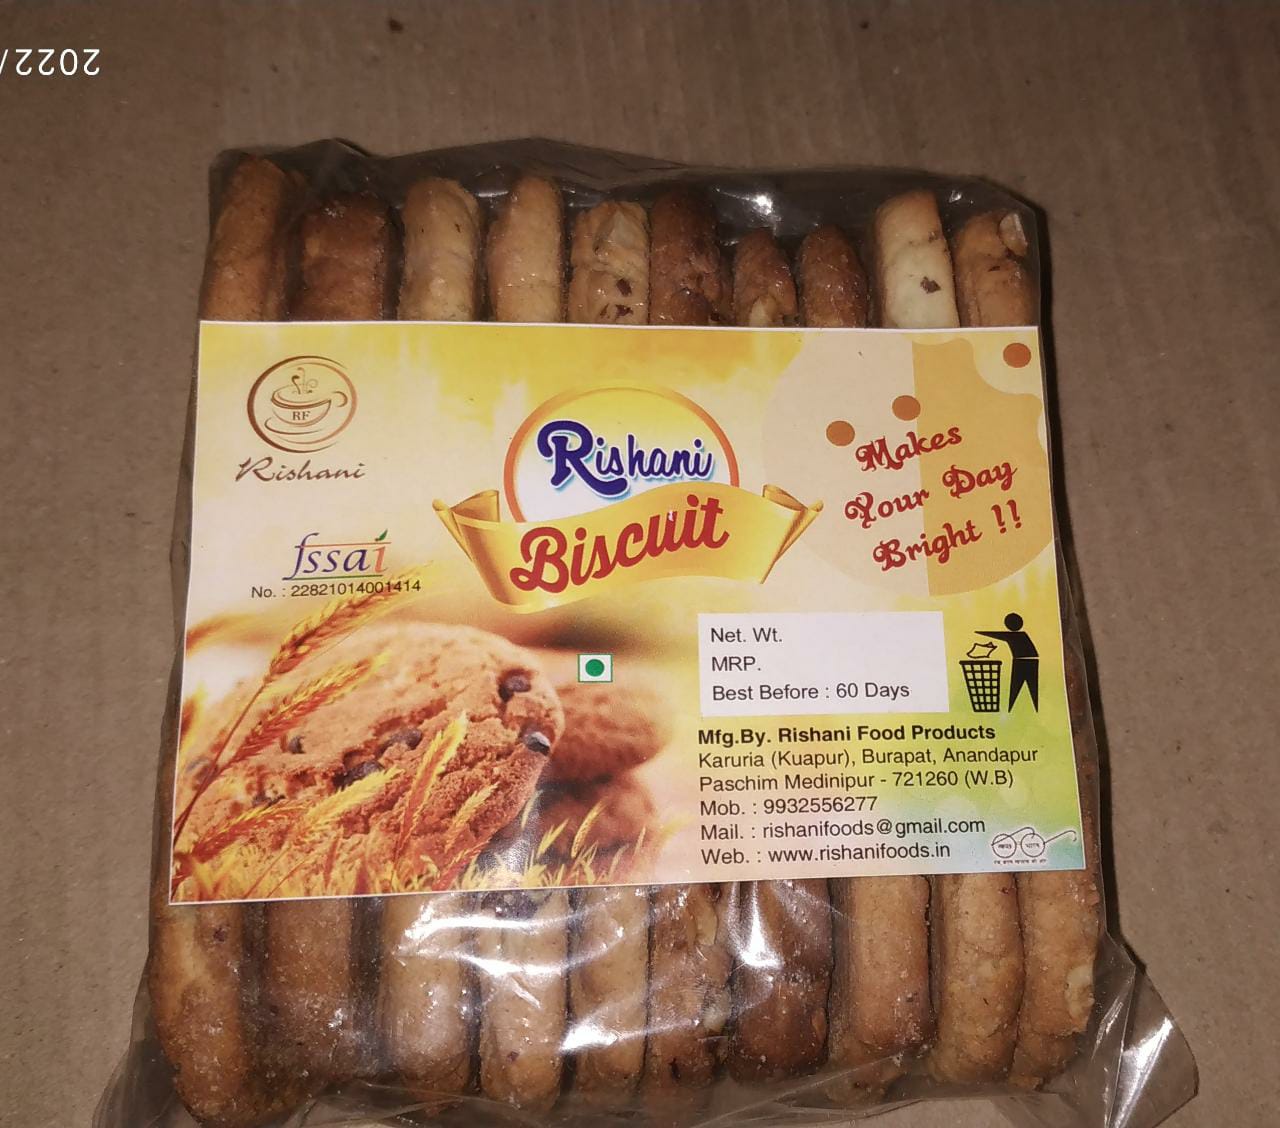 2022/
RF
Rishani
fssai
No. : 22821014001414
Rishani
Biscuit
Makes
Your Day
Bright !!
Net. Wt.
MRP.
Best Before : 60 Days
Mfg.By. Rishani Food Products
Karuria (Kuapur), Burapat, Anandapur
Paschim Medinipur - 721260 (W.B)
Mob. : 9932556277
Mail. : rishanifoods@gmail.com
Web. : www.rishanifoods.in